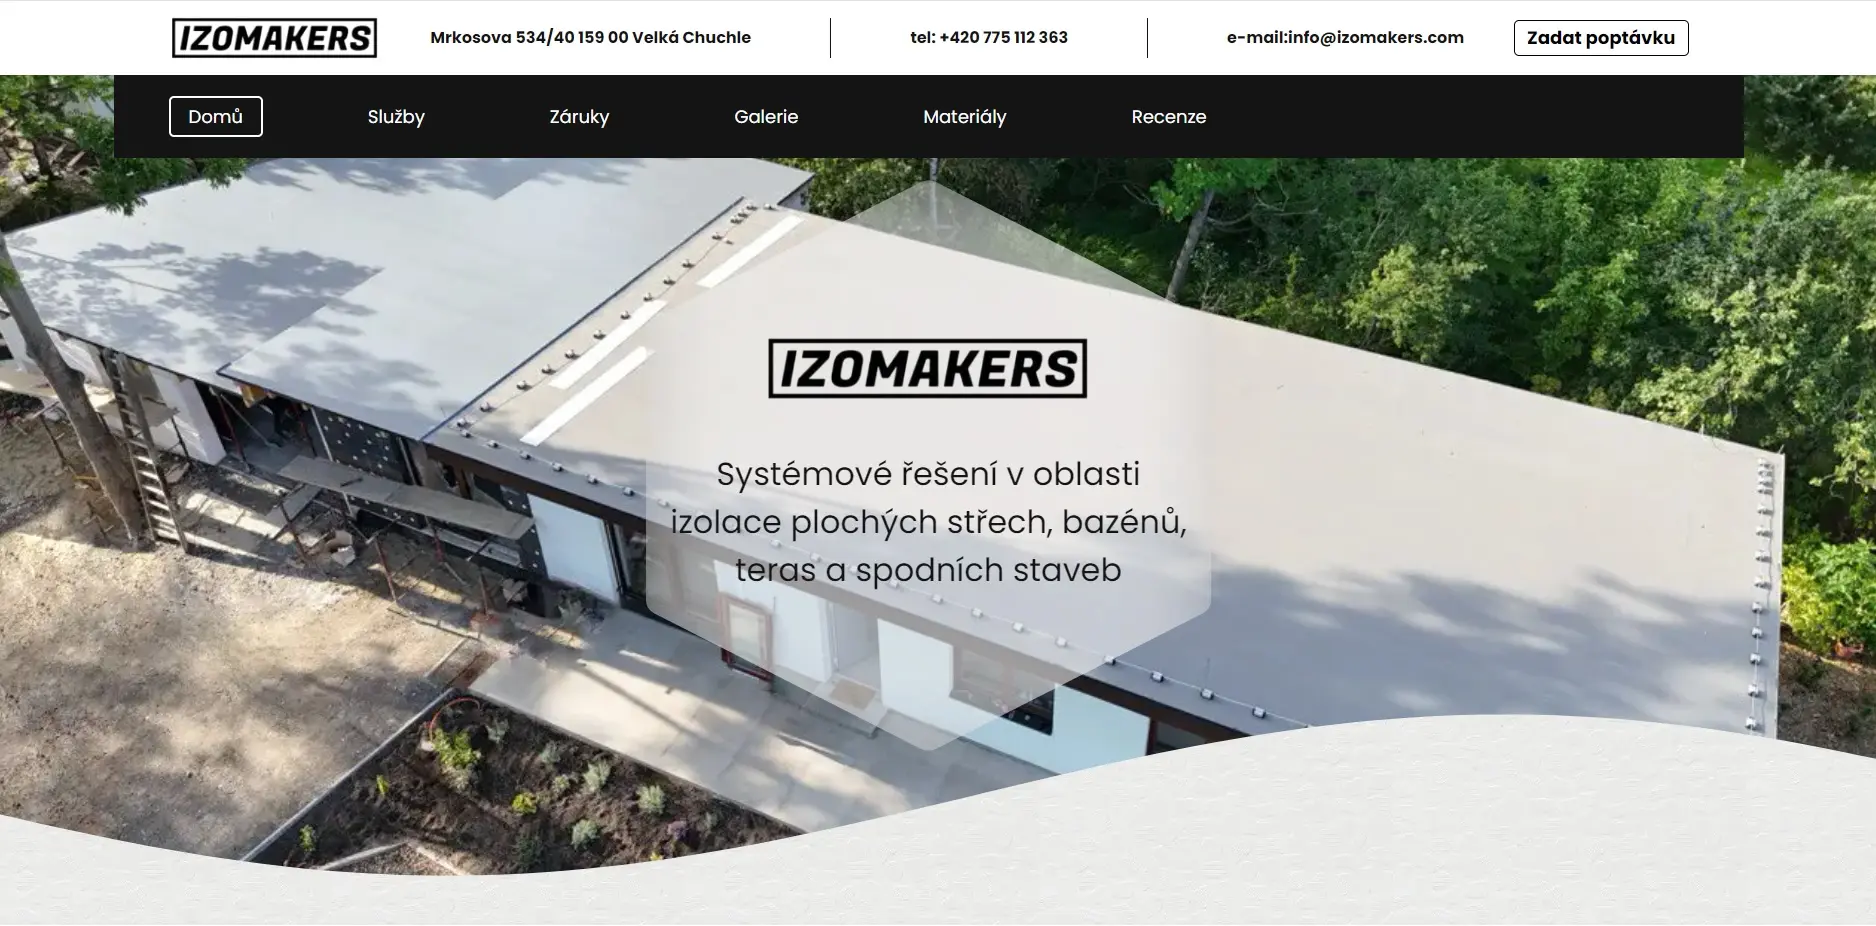 IZOMAKERS
Mrkosova 534/40 159 00 Velká Chuchle
tel: +420 775 112 363
e-mail:info@izomakers.com
Zadat poptávku
Domů
Služby
Záruky
Galerie
Materiály
Recenze
IZOMAKERS
Systémové řešení v oblasti
izolace plochých střech, bazénů,
teras a spodních staveb